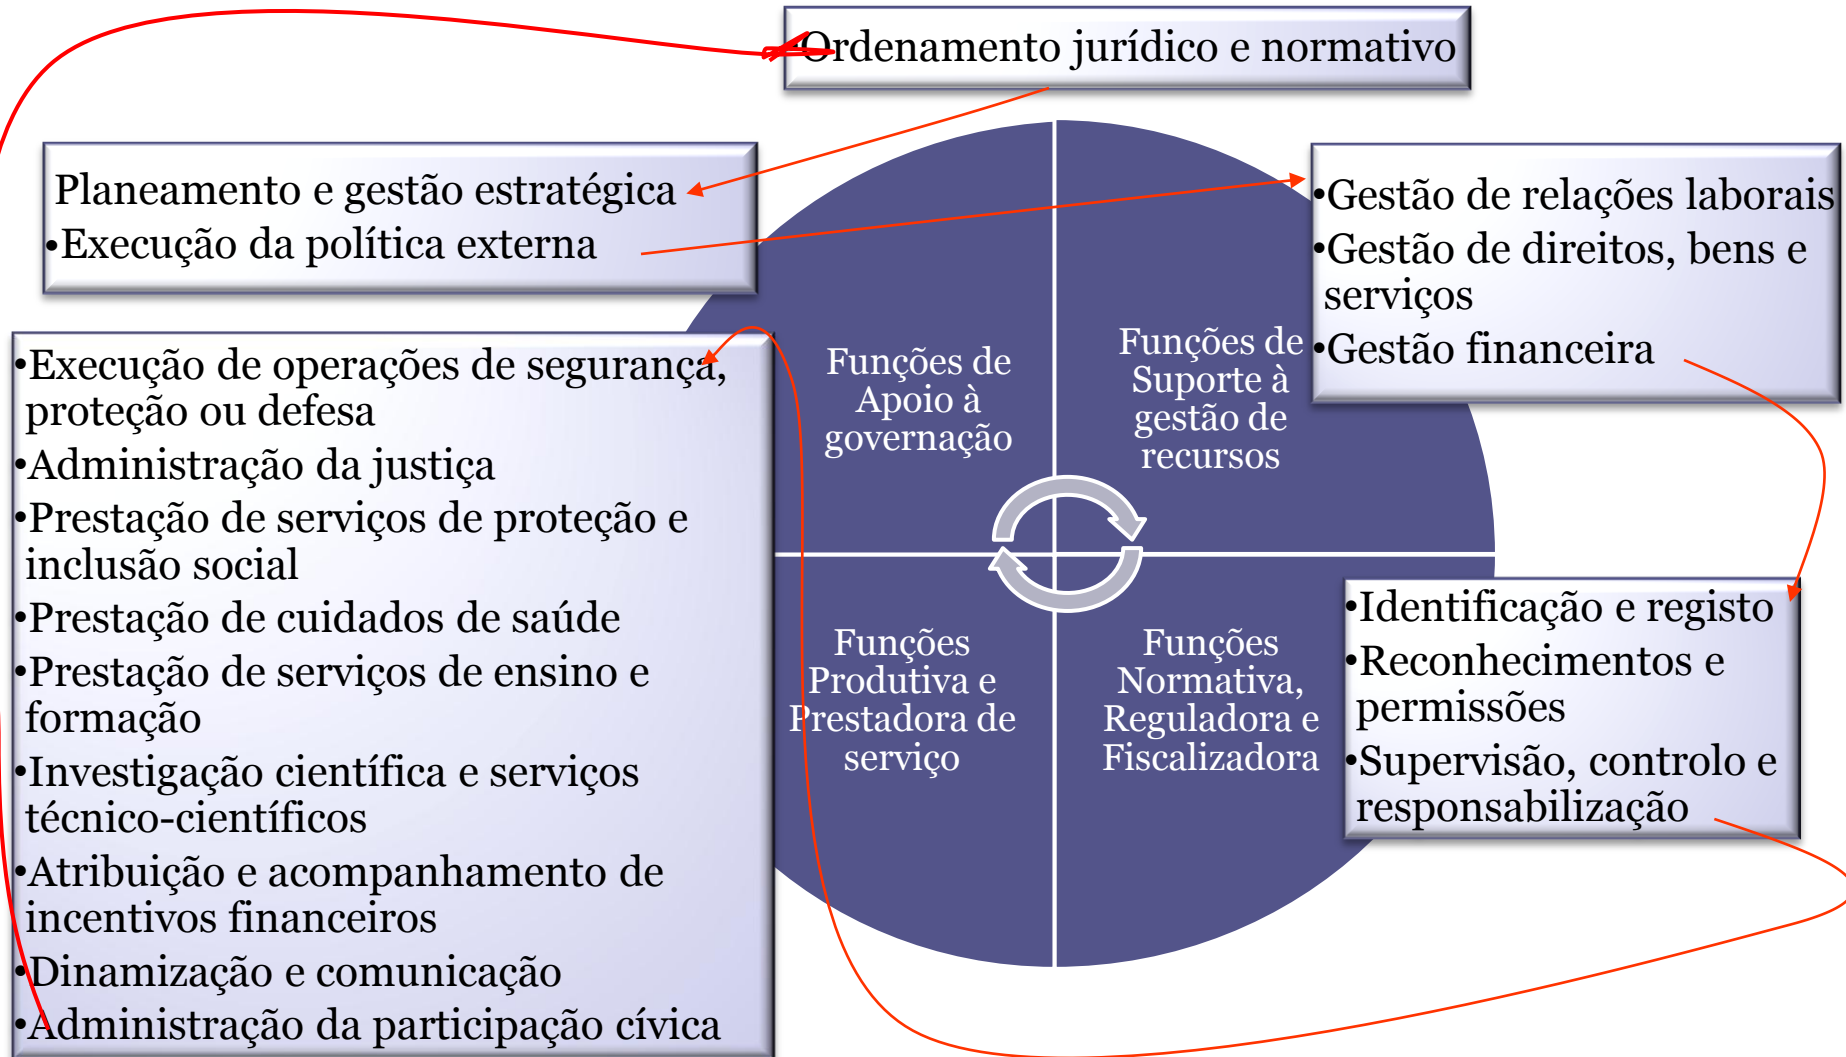 •Ordenamento jurídico e normativo
Planeamento e gestão estratégica
•Execução da política externa
•Gestão de relações laborais
•Gestão de direitos, bens e
serviços
•Gestão financeira
•Execução de operações de segurança,
proteção ou defesa
•Administração da justiça
•Prestação de serviços de proteção e
inclusão social
•Prestação de cuidados de saúde
•Prestação de serviços de ensino e
formação
•Investigação científica e serviços
técnico-científicos
•Atribuição e acompanhamento de
incentivos financeiros
•Dinamização e comunicação
•Administração da participação cívica
Funções de
Apoio à
governação
Funções de
Suporte à
gestão de
recursos
Funções
Produtiva e
Prestadora de
serviço
Funções
Normativa,
Reguladora e
Fiscalizadora
•Identificação e registo
•Reconhecimentos e
permissões
•Supervisão, controlo e
responsabilização